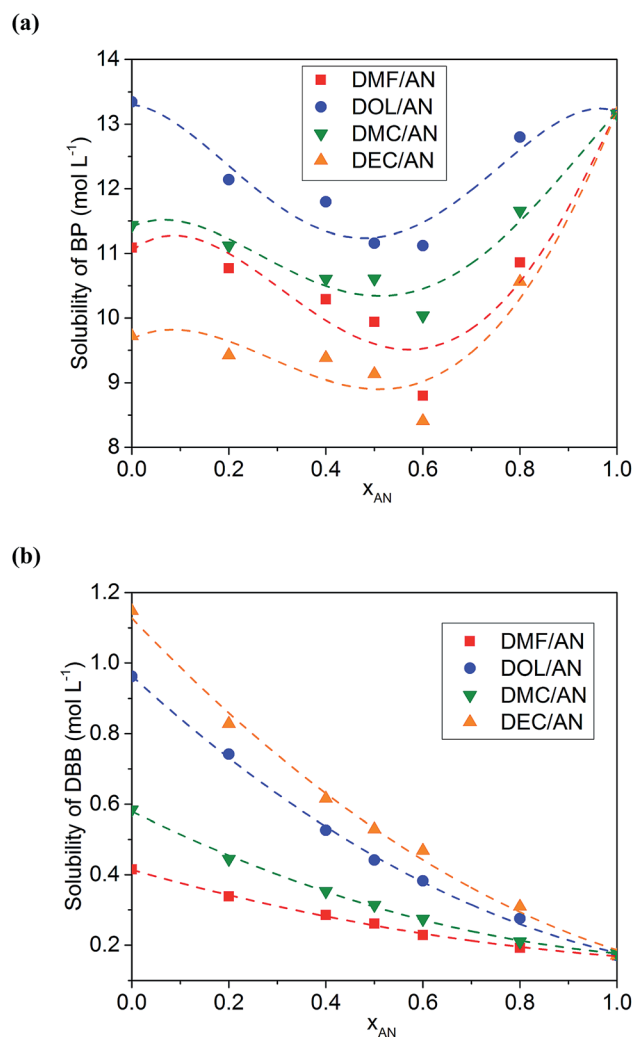 (a)
14
13
12
11
10
9
8
Solubility of BP (mol L⁻¹)
DMF/AN
DOL/AN
DMC/AN
DEC/AN
0.0 0.2 0.4 0.6 0.8 1.0
x_AN
(b)
1.2
1.0
0.8
0.6
0.4
0.2
Solubility of DBB (mol L⁻¹)
DMF/AN
DOL/AN
DMC/AN
DEC/AN
0.0 0.2 0.4 0.6 0.8 1.0
x_AN